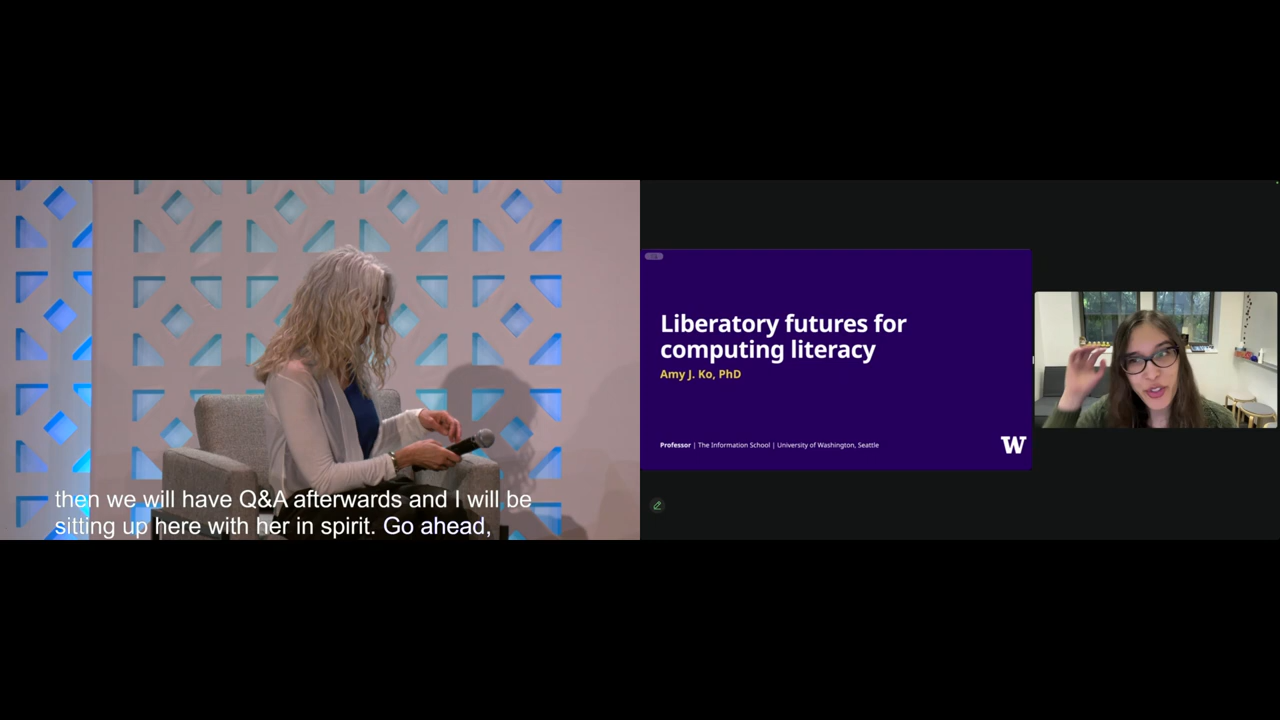 then we will have Q&A afterwards and I will be
sitting up here with her in spirit. Go ahead,
Liberatory futures for
computing literacy
Amy J. Ko, PhD
Professor | The Information School | University of Washington, Seattle
W